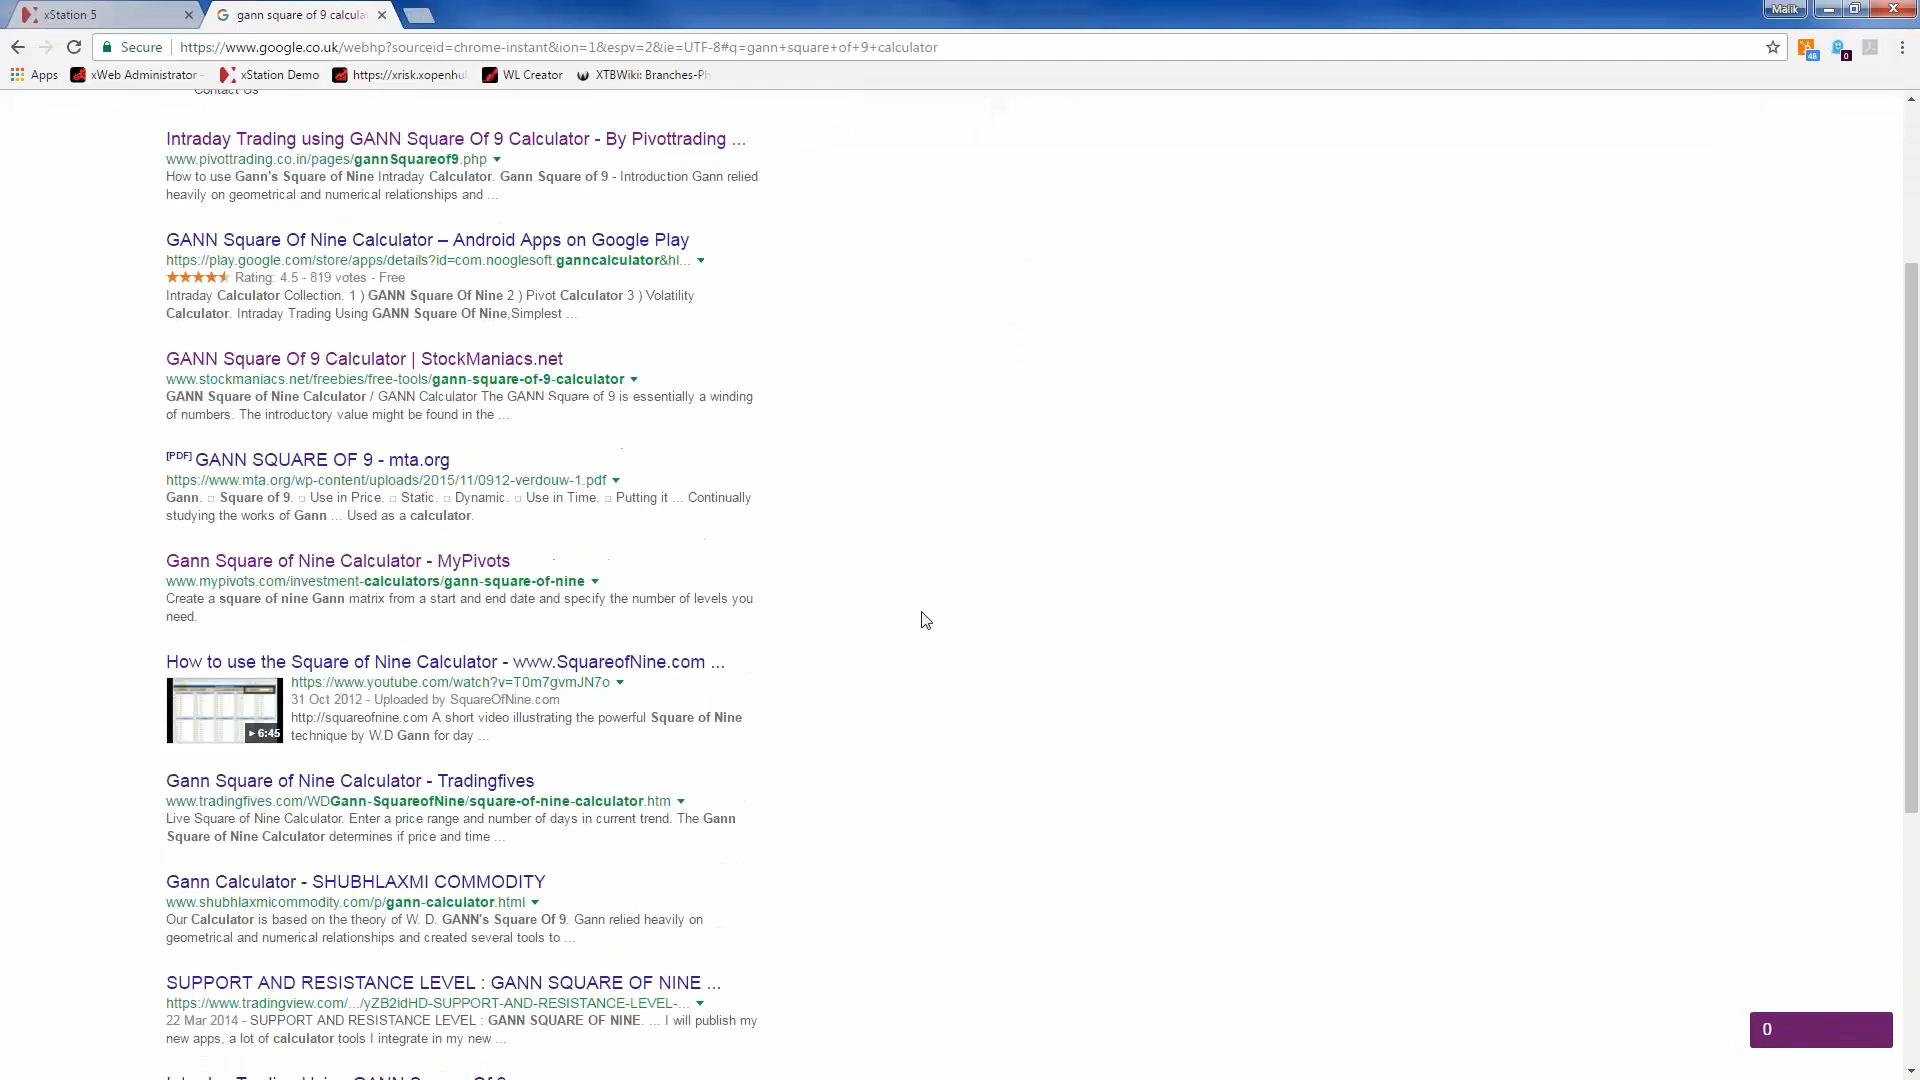 xStation 5
gann square of 9 calcula
Malik
Secure
https://www.google.co.uk/webhp?sourceid=chrome-instant&ion=1&espv=2&ie=UTF-8#q=gann+square+of+9+calculator
48
0
Apps
xWeb Administrator -
xStation Demo
https://xrisk.xopenhu
WL Creator
XTBWiki: Branches-Ph
Contact Us
Intraday Trading using GANN Square Of 9 Calculator - By Pivottrading ...
www.pivottrading.co.in/pages/gannSquareof9.php
How to use Gann's Square of Nine Intraday Calculator. Gann Square of 9 - Introduction Gann relied
heavily on geometrical and numerical relationships and ...
GANN Square Of Nine Calculator – Android Apps on Google Play
https://play.google.com/store/apps/details?id=com.nooglesoft.ganncalculator&hl...
Rating: 4.5 - 819 votes - Free
Intraday Calculator Collection. 1 ) GANN Square Of Nine 2 ) Pivot Calculator 3 ) Volatility
Calculator. Intraday Trading Using GANN Square Of Nine,Simplest ...
GANN Square Of 9 Calculator | StockManiacs.net
www.stockmaniacs.net/freebies/free-tools/gann-square-of-9-calculator
GANN Square of Nine Calculator / GANN Calculator The GANN Square of 9 is essentially a winding
of numbers. The introductory value might be found in the ...
[PDF] GANN SQUARE OF 9 - mta.org
https://www.mta.org/wp-content/uploads/2015/11/0912-verdouw-1.pdf
Gann. □ Square of 9. □ Use in Price. □ Static. □ Dynamic. □ Use in Time. □ Putting it ... Continually
studying the works of Gann ... Used as a calculator.
Gann Square of Nine Calculator - MyPivots
www.mypivots.com/investment-calculators/gann-square-of-nine
Create a square of nine Gann matrix from a start and end date and specify the number of levels you
need.
How to use the Square of Nine Calculator - www.SquareofNine.com ...
https://www.youtube.com/watch?v=T0m7gvmJN7o
31 Oct 2012 - Uploaded by SquareOfNine.com
http://squareofnine.com A short video illustrating the powerful Square of Nine
technique by W.D Gann for day ...
6:45
Gann Square of Nine Calculator - Tradingfives
www.tradingfives.com/WDGann-SquareofNine/square-of-nine-calculator.htm
Live Square of Nine Calculator. Enter a price range and number of days in current trend. The Gann
Square of Nine Calculator determines if price and time ...
Gann Calculator - SHUBHLAXMI COMMODITY
www.shubhlaxmicommodity.com/p/gann-calculator.html
Our Calculator is based on the theory of W. D. GANN's Square Of 9. Gann relied heavily on
geometrical and numerical relationships and created several tools to ...
SUPPORT AND RESISTANCE LEVEL : GANN SQUARE OF NINE ...
https://www.tradingview.com/.../yZB2idHD-SUPPORT-AND-RESISTANCE-LEVEL-...
22 Mar 2014 - SUPPORT AND RESISTANCE LEVEL : GANN SQUARE OF NINE. ... I will publish my
new apps, a lot of calculator tools I integrate in my new ...
0